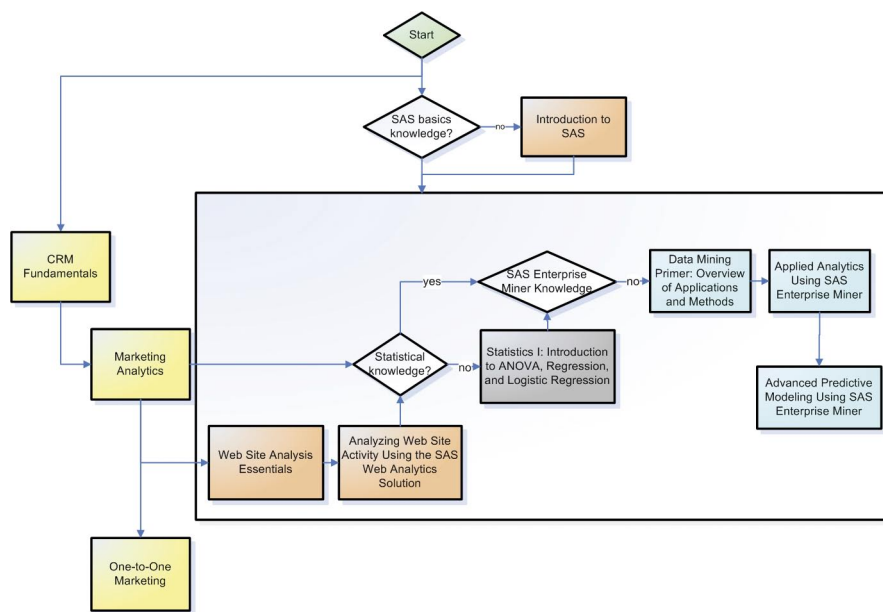 Start
SAS basics
knowledge?
no
Introduction to
SAS
CRM
Fundamentals
yes
SAS Enterprise
Miner Knowledge
no
Data Mining
Primer: Overview
of Applications
and Methods
Applied Analytics
Using SAS
Enterprise Miner
Marketing
Analytics
Statistical
knowledge?
no
Statistics I: Introduction
to ANOVA, Regression,
and Logistic Regression
Advanced Predictive
Modeling Using SAS
Enterprise Miner
Web Site Analysis
Essentials
Analyzing Web Site
Activity Using the SAS
Web Analytics
Solution
One-to-One
Marketing